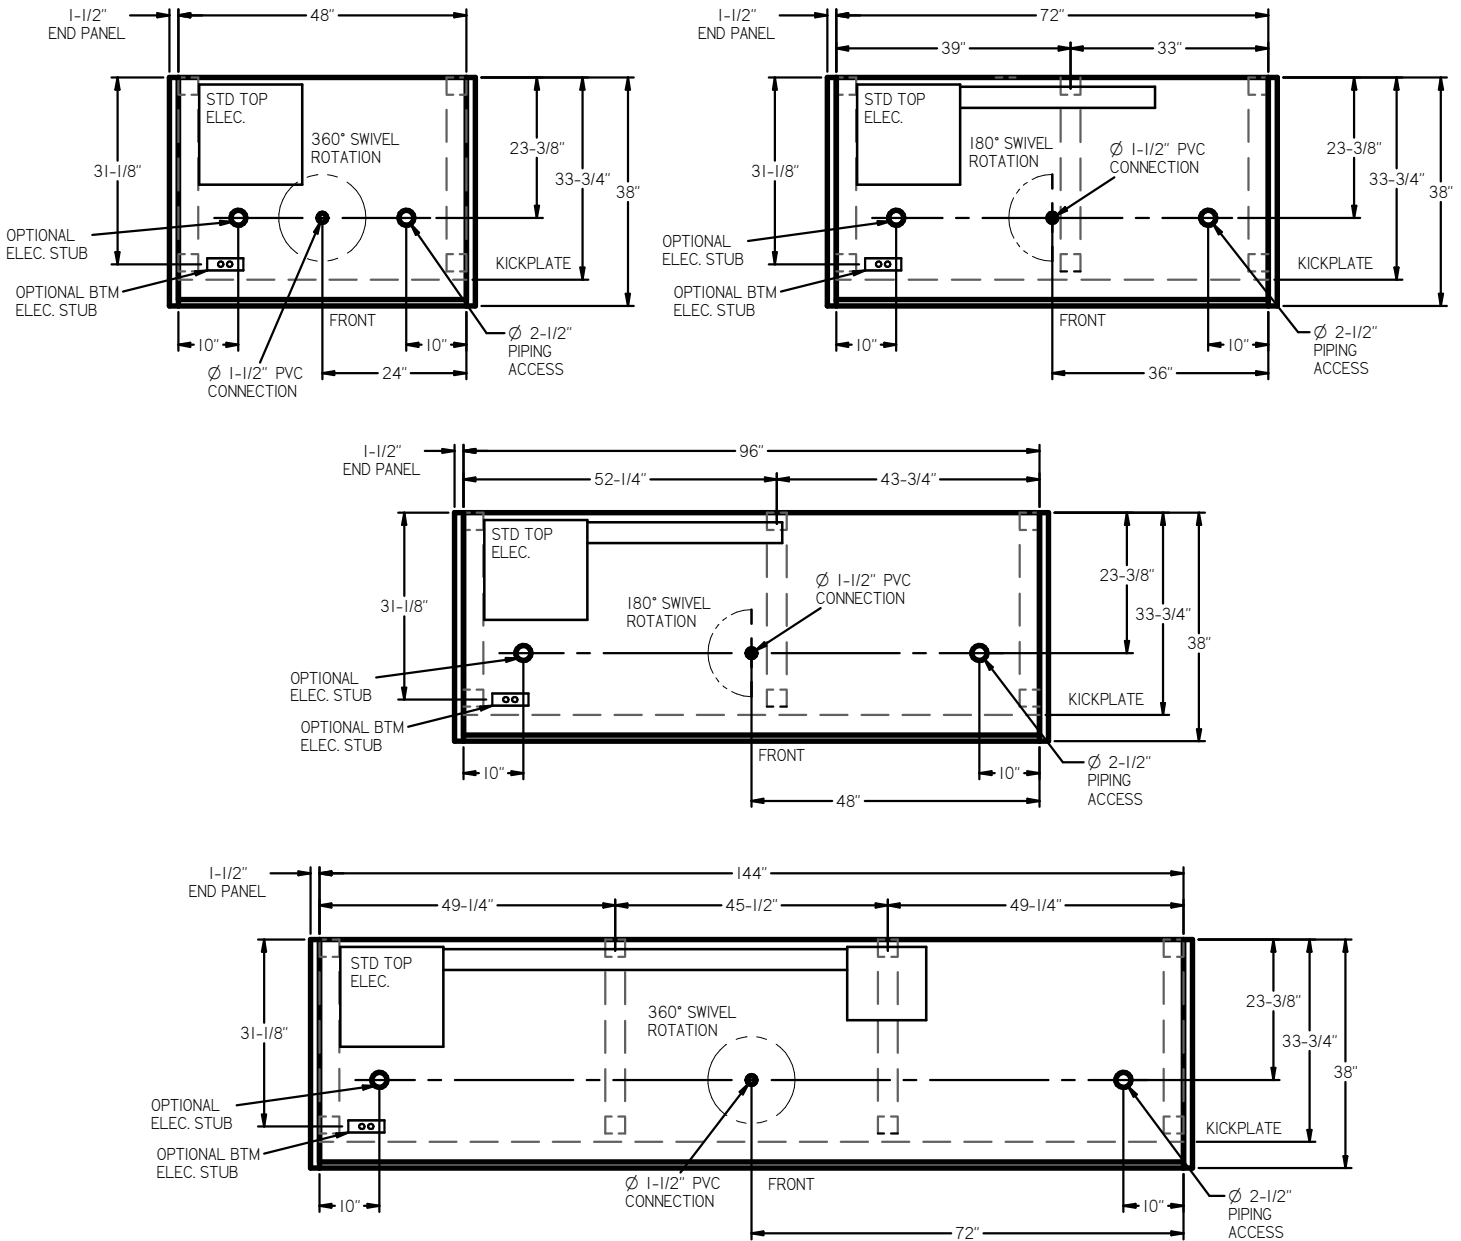 1-1/2"
END PANEL
48"
STD TOP
ELEC.
360° SWIVEL
ROTATION
31-1/8"
23-3/8"
33-3/4"
38"
OPTIONAL
ELEC. STUB
OPTIONAL BTM
ELEC. STUB
KICKPLATE
FRONT
10"
10"
Ø 2-1/2"
PIPING
ACCESS
Ø 1-1/2" PVC
CONNECTION
24"
1-1/2"
END PANEL
72"
39"
33"
STD TOP
ELEC.
180° SWIVEL
ROTATION
Ø 1-1/2" PVC
CONNECTION
31-1/8"
23-3/8"
33-3/4"
38"
OPTIONAL
ELEC. STUB
OPTIONAL BTM
ELEC. STUB
KICKPLATE
FRONT
10"
10"
Ø 2-1/2"
PIPING
ACCESS
36"
1-1/2"
END PANEL
96"
52-1/4"
43-3/4"
STD TOP
ELEC.
180° SWIVEL
ROTATION
Ø 1-1/2" PVC
CONNECTION
31-1/8"
23-3/8"
33-3/4"
38"
OPTIONAL
ELEC. STUB
OPTIONAL BTM
ELEC. STUB
KICKPLATE
FRONT
10"
10"
Ø 2-1/2"
PIPING
ACCESS
48"
1-1/2"
END PANEL
144"
49-1/4"
45-1/2"
49-1/4"
STD TOP
ELEC.
360° SWIVEL
ROTATION
31-1/8"
23-3/8"
33-3/4"
38"
OPTIONAL
ELEC. STUB
OPTIONAL BTM
ELEC. STUB
KICKPLATE
Ø 1-1/2" PVC
CONNECTION
FRONT
10"
10"
Ø 2-1/2"
PIPING
ACCESS
72"